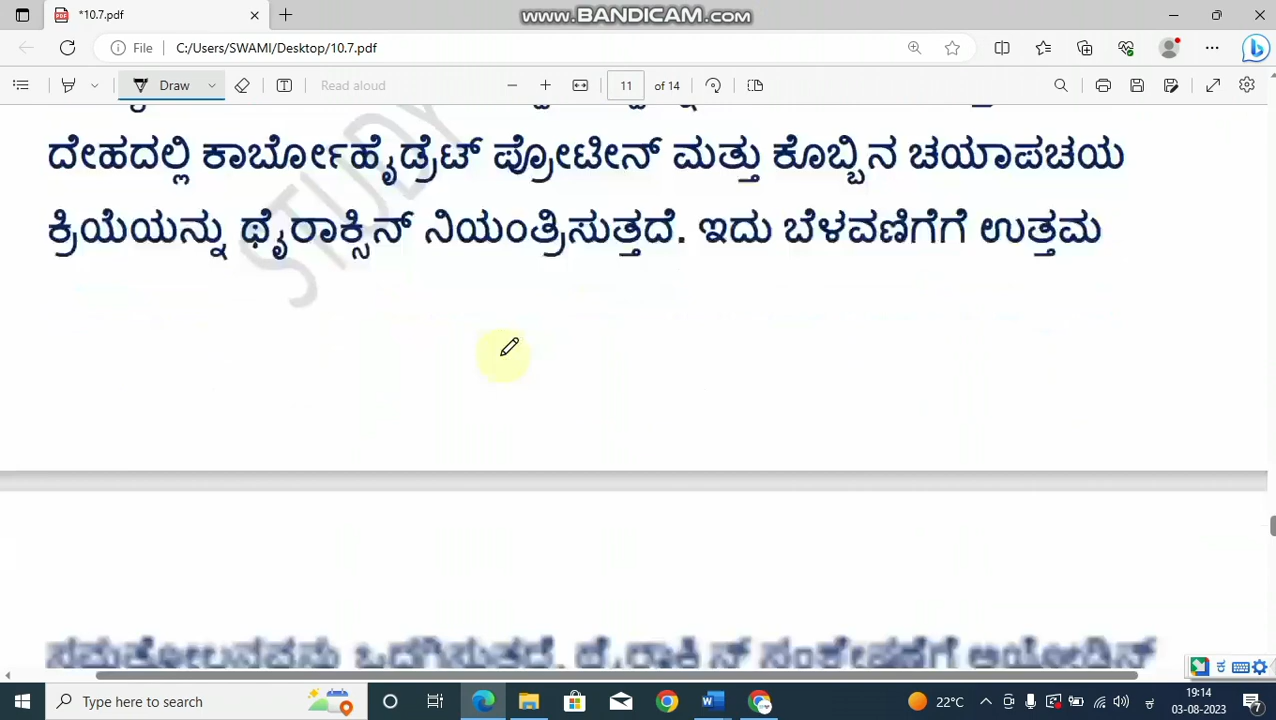 *10.7.pdf
www.BANDICAM.com
File C:/Users/SWAMI/Desktop/10.7.pdf
Draw Read aloud 11 of 14
ದೇಹದಲ್ಲಿ ಕಾರ್ಬೋಹೈಡ್ರೆಟ್ ಪ್ರೋಟೀನ್ ಮತ್ತು ಕೊಬ್ಬಿನ ಚಯಾಪಚಯ
ಕ್ರಿಯೆಯನ್ನು ಥೈರಾಕ್ಸಿನ್ ನಿಯಂತ್ರಿಸುತ್ತದೆ. ಇದು ಬೆಳವಣಿಗೆಗೆ ಉತ್ತಮ
STUDY
Type here to search
22°C
19:14
03-08-2023